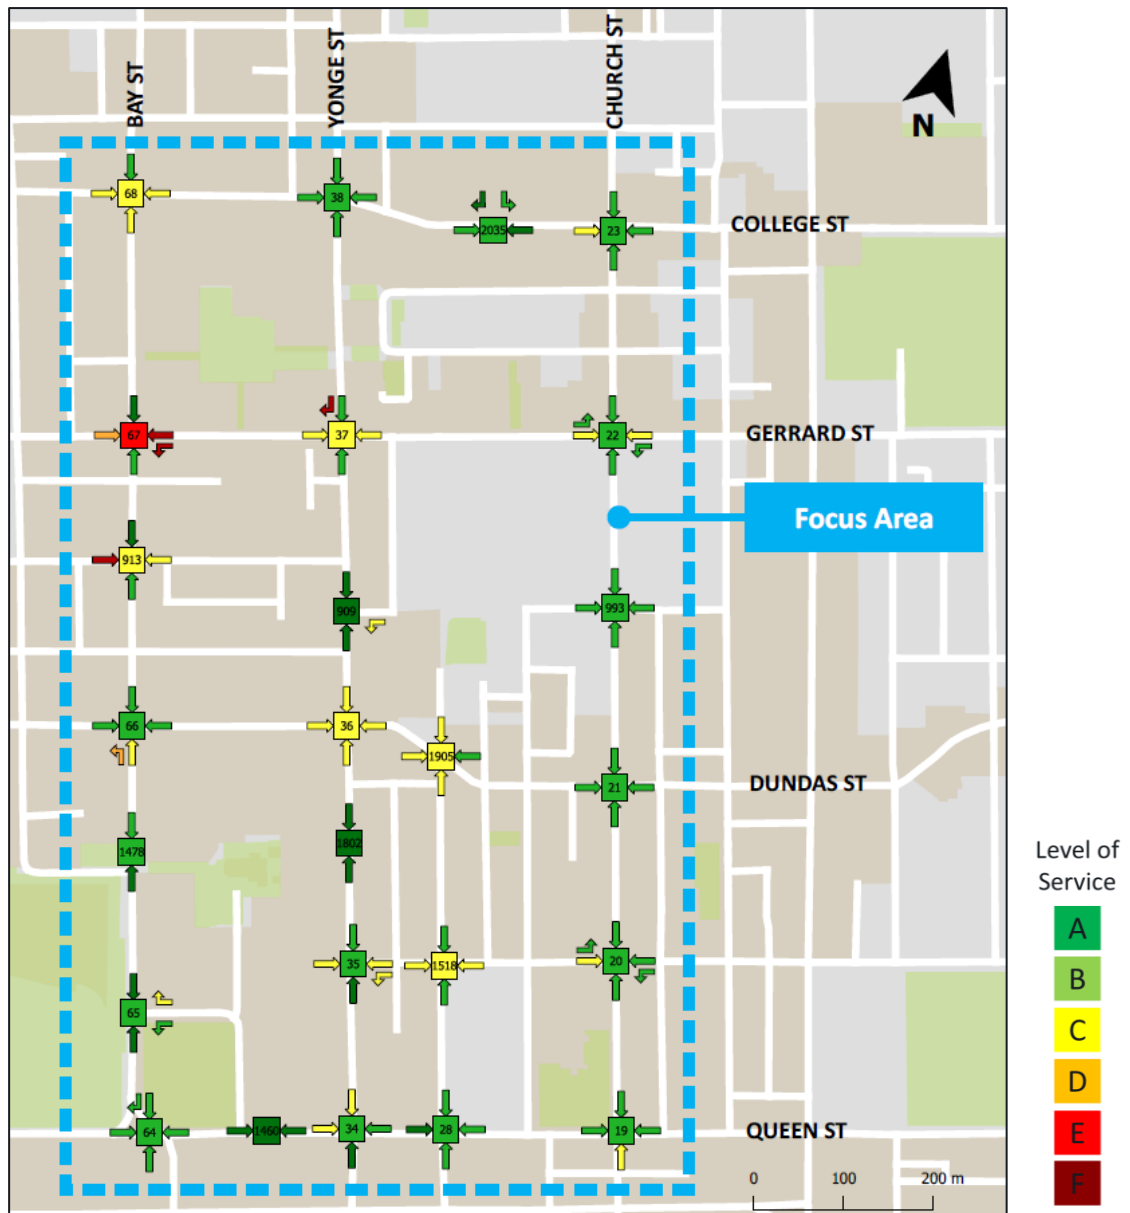 BAY ST
YONGE ST
CHURCH ST
N
68
38
2035
23
COLLEGE ST
67
37
22
GERRARD ST
Focus Area
913
909
993
66
36
1905
21
DUNDAS ST
1478
1802
35
1518
20
65
64
1460
34
28
19
QUEEN ST
0 100 200 m
Level of
Service
A
B
C
D
E
F